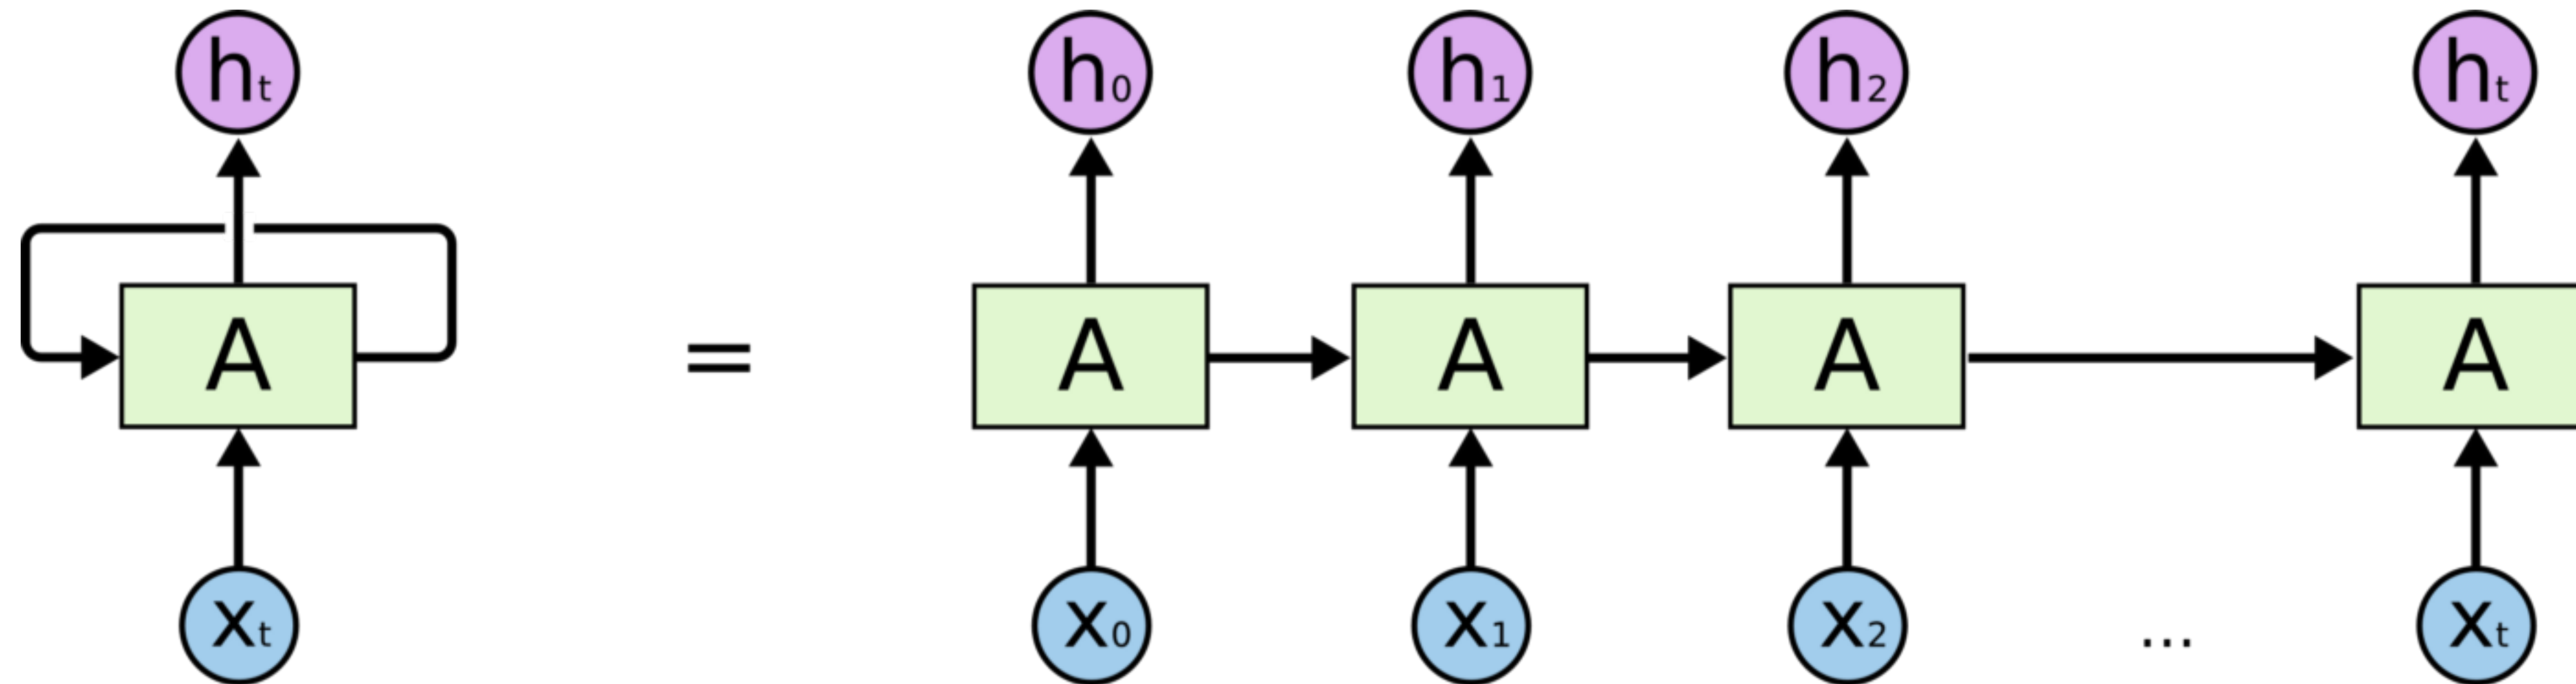 ht h0 h1 h2 ht
A = A A A A
xt x0 x1 x2 ... xt